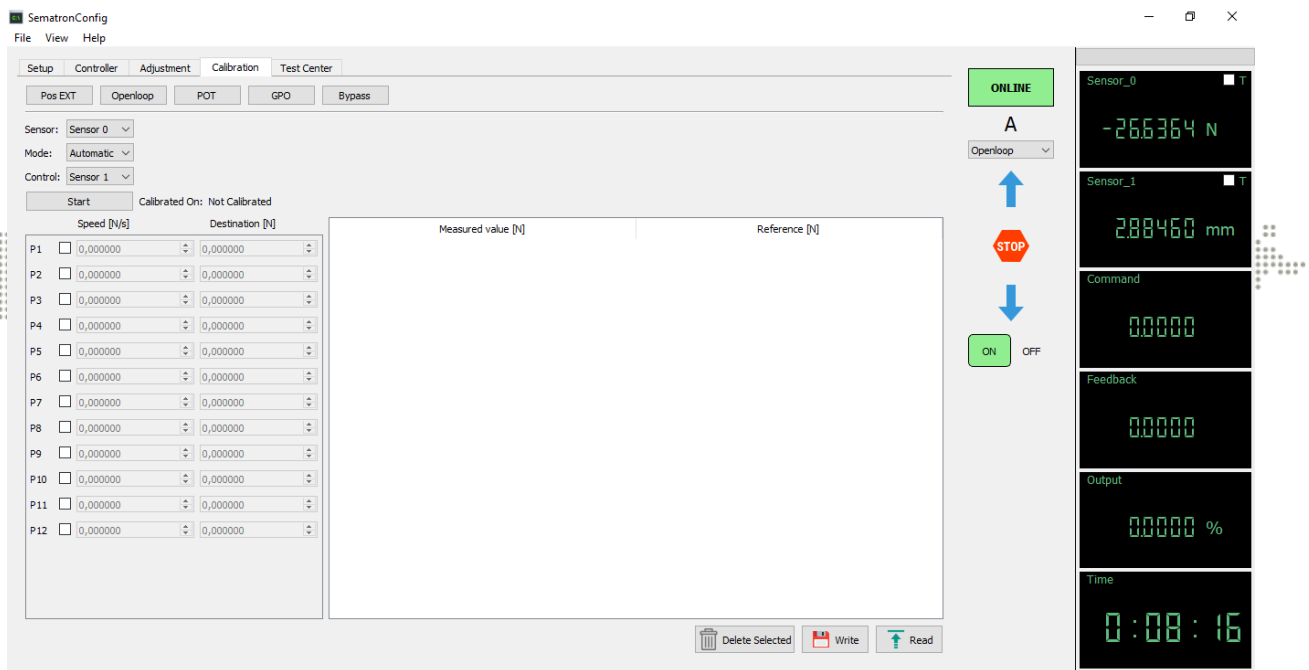 SematronConfig
File View Help
Setup Controller Adjustment Calibration Test Center
Pos EXT Openloop POT GPO Bypass
Sensor: Sensor 0
Mode: Automatic
Control: Sensor 1
Start Calibrated On: Not Calibrated
Speed [N/s] Destination [N]
P1 0,000000 0,000000
P2 0,000000 0,000000
P3 0,000000 0,000000
P4 0,000000 0,000000
P5 0,000000 0,000000
P6 0,000000 0,000000
P7 0,000000 0,000000
P8 0,000000 0,000000
P9 0,000000 0,000000
P10 0,000000 0,000000
P11 0,000000 0,000000
P12 0,000000 0,000000
Measured value [N] Reference [N]
Delete Selected Write Read
ONLINE
A
Openloop
STOP
ON OFF
Sensor_0 T
-26.6364 N
Sensor_1 T
2.88460 mm
Command
0.0000
Feedback
0.0000
Output
0.0000 %
Time
0:08:16